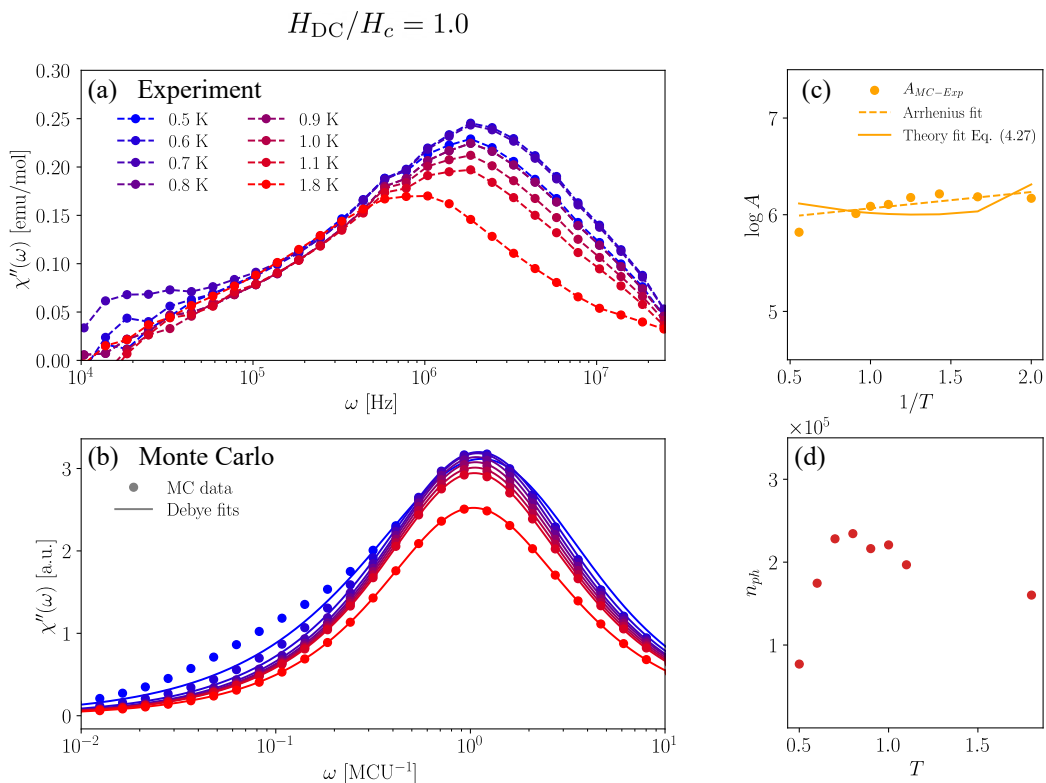 H_DC/H_c = 1.0
(a) Experiment
0.5 K
0.6 K
0.7 K
0.8 K
0.9 K
1.0 K
1.1 K
1.8 K
χ′′(ω) [emu/mol]
0.30
0.25
0.20
0.15
0.10
0.05
0.00
10^4
10^5
10^6
10^7
ω [Hz]
(c)
A_{MC−Exp}
Arrhenius fit
Theory fit Eq. (4.27)
log A
7
6
5
0.5
1.0
1.5
2.0
1/T
(b) Monte Carlo
MC data
Debye fits
χ′′(ω) [a.u.]
3
2
1
0
10^−2
10^−1
10^0
10^1
ω [MCU^−1]
×10^5
(d)
n_ph
3
2
1
0
0.5
1.0
1.5
T